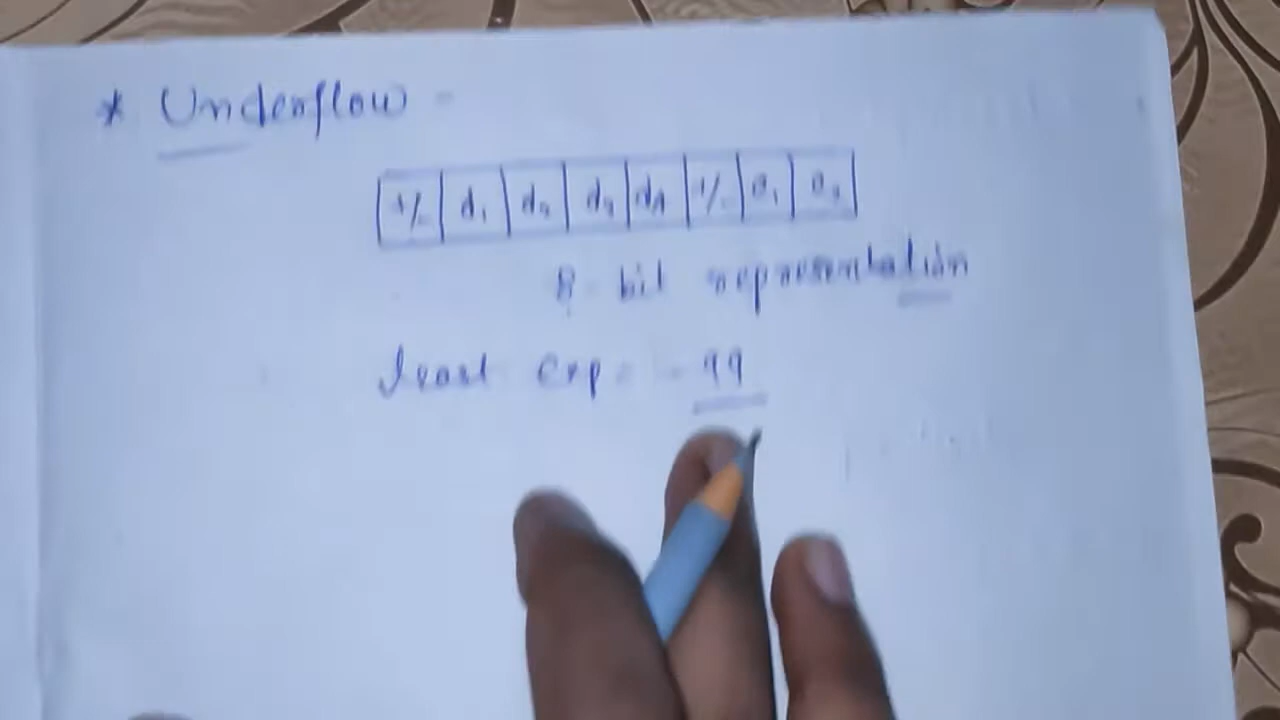 * Underflow -
+/- d₁ d₂ d₃ d₄ +/- e₁ e₂
8-bit representation
Least Exp = -99